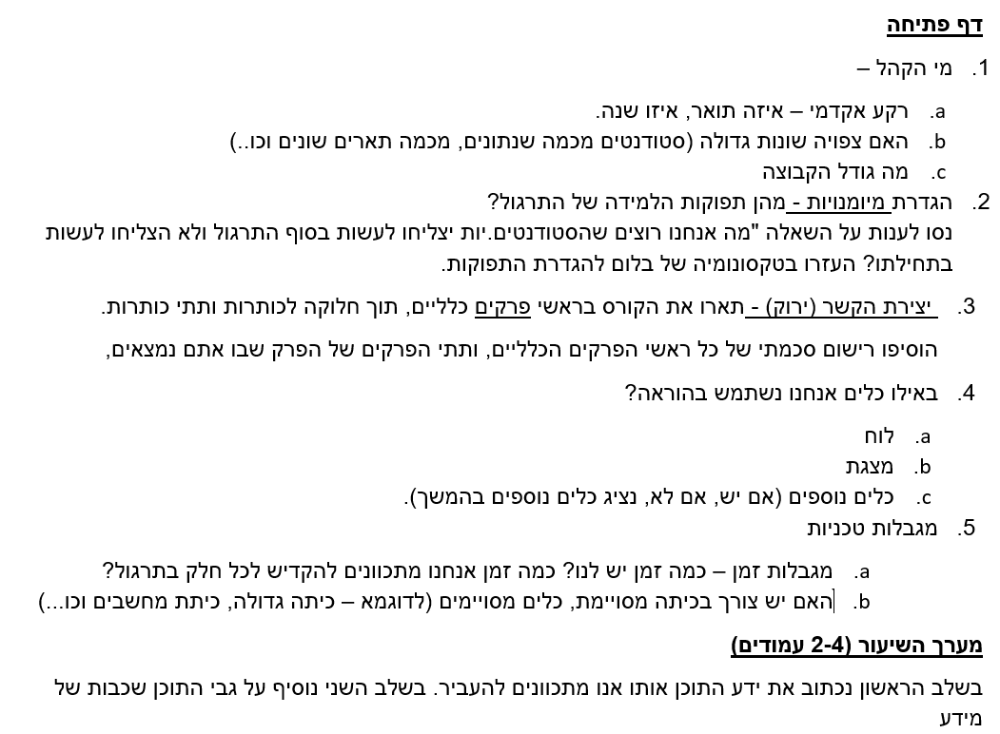 דף פתיחה
1. מי הקהל –
a. רקע אקדמי – איזה תואר, איזו שנה.
b. האם צפויה שונות גדולה (סטודנטים מכמה שנתונים, מכמה תארים שונים וכו..)
c. מה גודל הקבוצה
2. הגדרת מיומנויות - מהן תפוקות הלמידה של התרגול?
נסו לענות על השאלה "מה אנחנו רוצים שהסטודנטים.יות יצליחו לעשות בסוף התרגול ולא הצליחו לעשות
בתחילתו? העזרו בטקסונומיה של בלום להגדרת התפוקות.
3. יצירת הקשר (ירוק) - תארו את הקורס בראשי פרקים כלליים, תוך חלוקה לכותרות ותתי כותרות.
הוסיפו רישום סכמתי של כל ראשי הפרקים הכלליים, ותתי הפרקים של הפרק שבו אתם נמצאים,
4. באילו כלים אנחנו נשתמש בהוראה?
a. לוח
b. מצגת
c. כלים נוספים (אם יש, אם לא, נציג כלים נוספים בהמשך).
5. מגבלות טכניות
a. מגבלות זמן – כמה זמן יש לנו? כמה זמן אנחנו מתכוונים להקדיש לכל חלק בתרגול?
b. האם יש צורך בכיתה מסויימת, כלים מסויימים (לדוגמא – כיתה גדולה, כיתת מחשבים וכו...)
מערך השיעור (2-4 עמודים)
בשלב הראשון נכתוב את ידע התוכן אותו אנו מתכוונים להעביר. בשלב השני נוסיף על גבי התוכן שכבות של
מידע